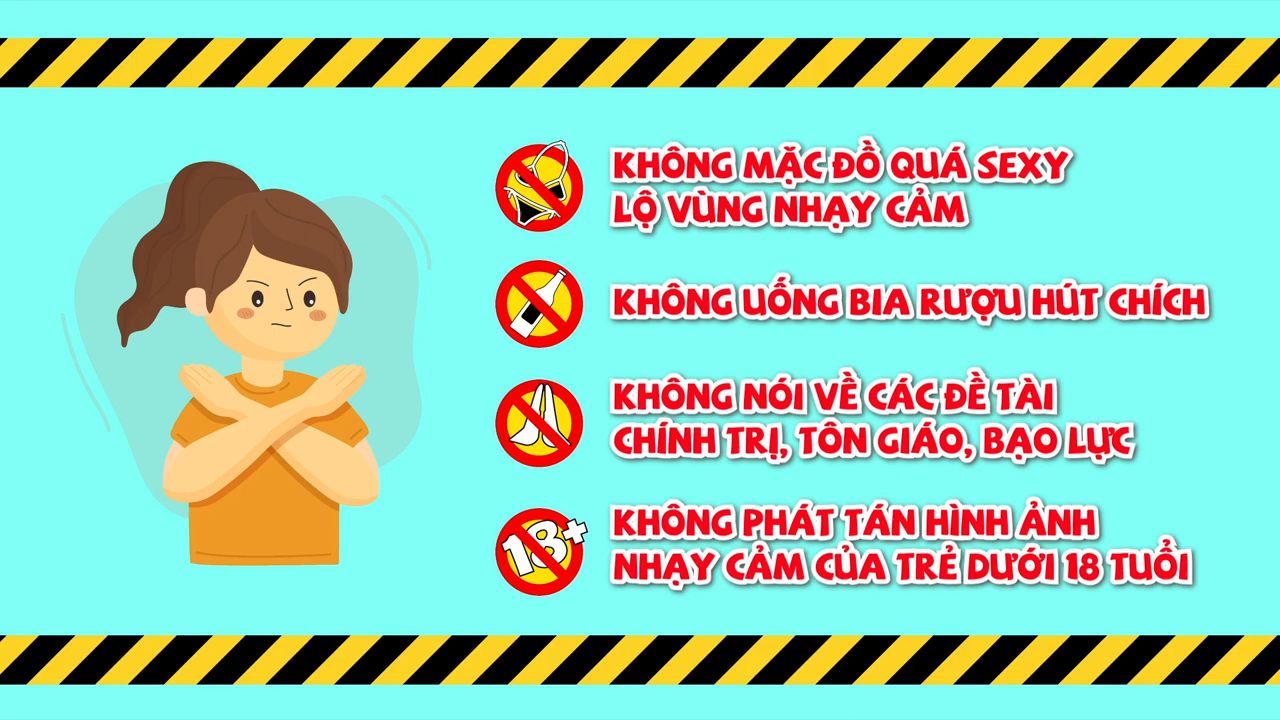 KHÔNG MẶC ĐỒ QUÁ SEXY
LỘ VÙNG NHẠY CẢM
KHÔNG UỐNG BIA RƯỢU HÚT CHÍCH
KHÔNG NÓI VỀ CÁC ĐỀ TÀI
CHÍNH TRỊ, TÔN GIÁO, BẠO LỰC
18+
KHÔNG PHÁT TÁN HÌNH ẢNH
NHẠY CẢM CỦA TRẺ DƯỚI 18 TUỔI